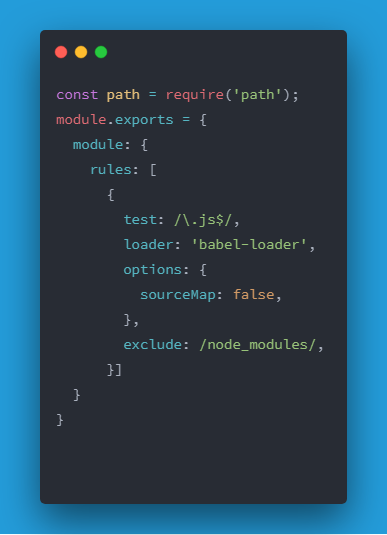 const path = require('path');
module.exports = {
  module: {
    rules: [
      {
        test: /\.js$/,
        loader: 'babel-loader',
        options: {
          sourceMap: false,
        },
        exclude: /node_modules/,
      }]
  }
}